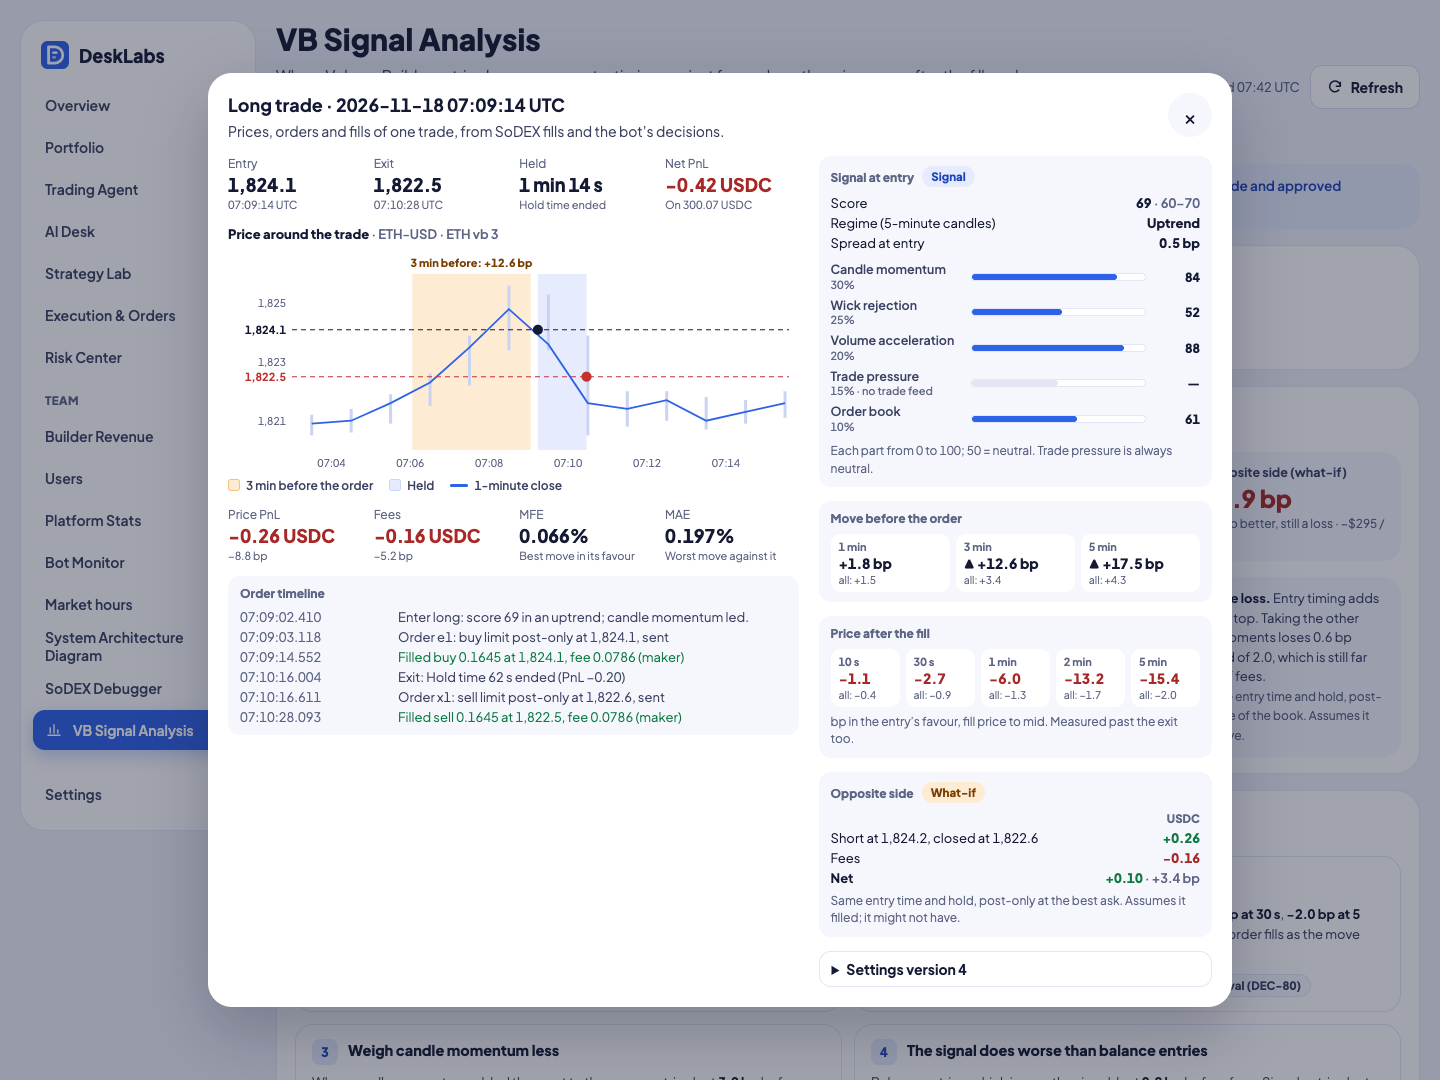 DeskLabs
Overview
Portfolio
Trading Agent
AI Desk
Strategy Lab
Execution & Orders
Risk Center
TEAM
Builder Revenue
Users
Platform Stats
Bot Monitor
Market hours
System Architecture
Diagram
SoDEX Debugger
VB Signal Analysis
Settings
VB Signal Analysis
07:42 UTC
Refresh
Long trade · 2026-11-18 07:09:14 UTC
Prices, orders and fills of one trade, from SoDEX fills and the bot's decisions.
×
Entry
1,824.1
07:09:14 UTC
Exit
1,822.5
07:10:28 UTC
Held
1 min 14 s
Hold time ended
Net PnL
−0.42 USDC
On 300.07 USDC
Price around the trade · ETH-USD · ETH vb 3
3 min before: +12.6 bp
1,825
1,824.1
1,823
1,822.5
1,821
07:04
07:06
07:08
07:10
07:12
07:14
3 min before the order
Held
1-minute close
Price PnL
−0.26 USDC
−8.8 bp
Fees
−0.16 USDC
−5.2 bp
MFE
0.066%
Best move in its favour
MAE
0.197%
Worst move against it
Order timeline
07:09:02.410 Enter long: score 69 in an uptrend; candle momentum led.
07:09:03.118 Order e1: buy limit post-only at 1,824.1, sent
07:09:14.552 Filled buy 0.1645 at 1,824.1, fee 0.0786 (maker)
07:10:16.004 Exit: Hold time 62 s ended (PnL −0.20)
07:10:16.611 Order x1: sell limit post-only at 1,822.6, sent
07:10:28.093 Filled sell 0.1645 at 1,822.5, fee 0.0786 (maker)
Signal at entry Signal
Score 69 · 60–70
Regime (5-minute candles) Uptrend
Spread at entry 0.5 bp
Candle momentum
30%
84
Wick rejection
25%
52
Volume acceleration
20%
88
Trade pressure
15% · no trade feed
—
Order book
10%
61
Each part from 0 to 100; 50 = neutral. Trade pressure is always
neutral.
Move before the order
1 min
+1.8 bp
all: +1.5
3 min
▲ +12.6 bp
all: +3.4
5 min
▲ +17.5 bp
all: +4.3
Price after the fill
10 s
−1.1
all: −0.4
30 s
−2.7
all: −0.9
1 min
−6.0
all: −1.3
2 min
−13.2
all: −1.7
5 min
−15.4
all: −2.0
bp in the entry's favour, fill price to mid. Measured past the exit
too.
Opposite side What-if
USDC
Short at 1,824.2, closed at 1,822.6 +0.26
Fees −0.16
Net +0.10 · +3.4 bp
Same entry time and hold, post-only at the best ask. Assumes it
filled; it might not have.
▶ Settings version 4
de and approved
osite side (what-if)
.9 bp
better, still a loss · −$295 /
e loss. Entry timing adds
top. Taking the other
oments loses 0.6 bp
d of 2.0, which is still far
fees.
entry time and hold, post-
e of the book. Assumes it
ve.
p at 30 s, −2.0 bp at 5
order fills as the move
val (DEC-80)
3 Weigh candle momentum less
4 The signal does worse than balance entries